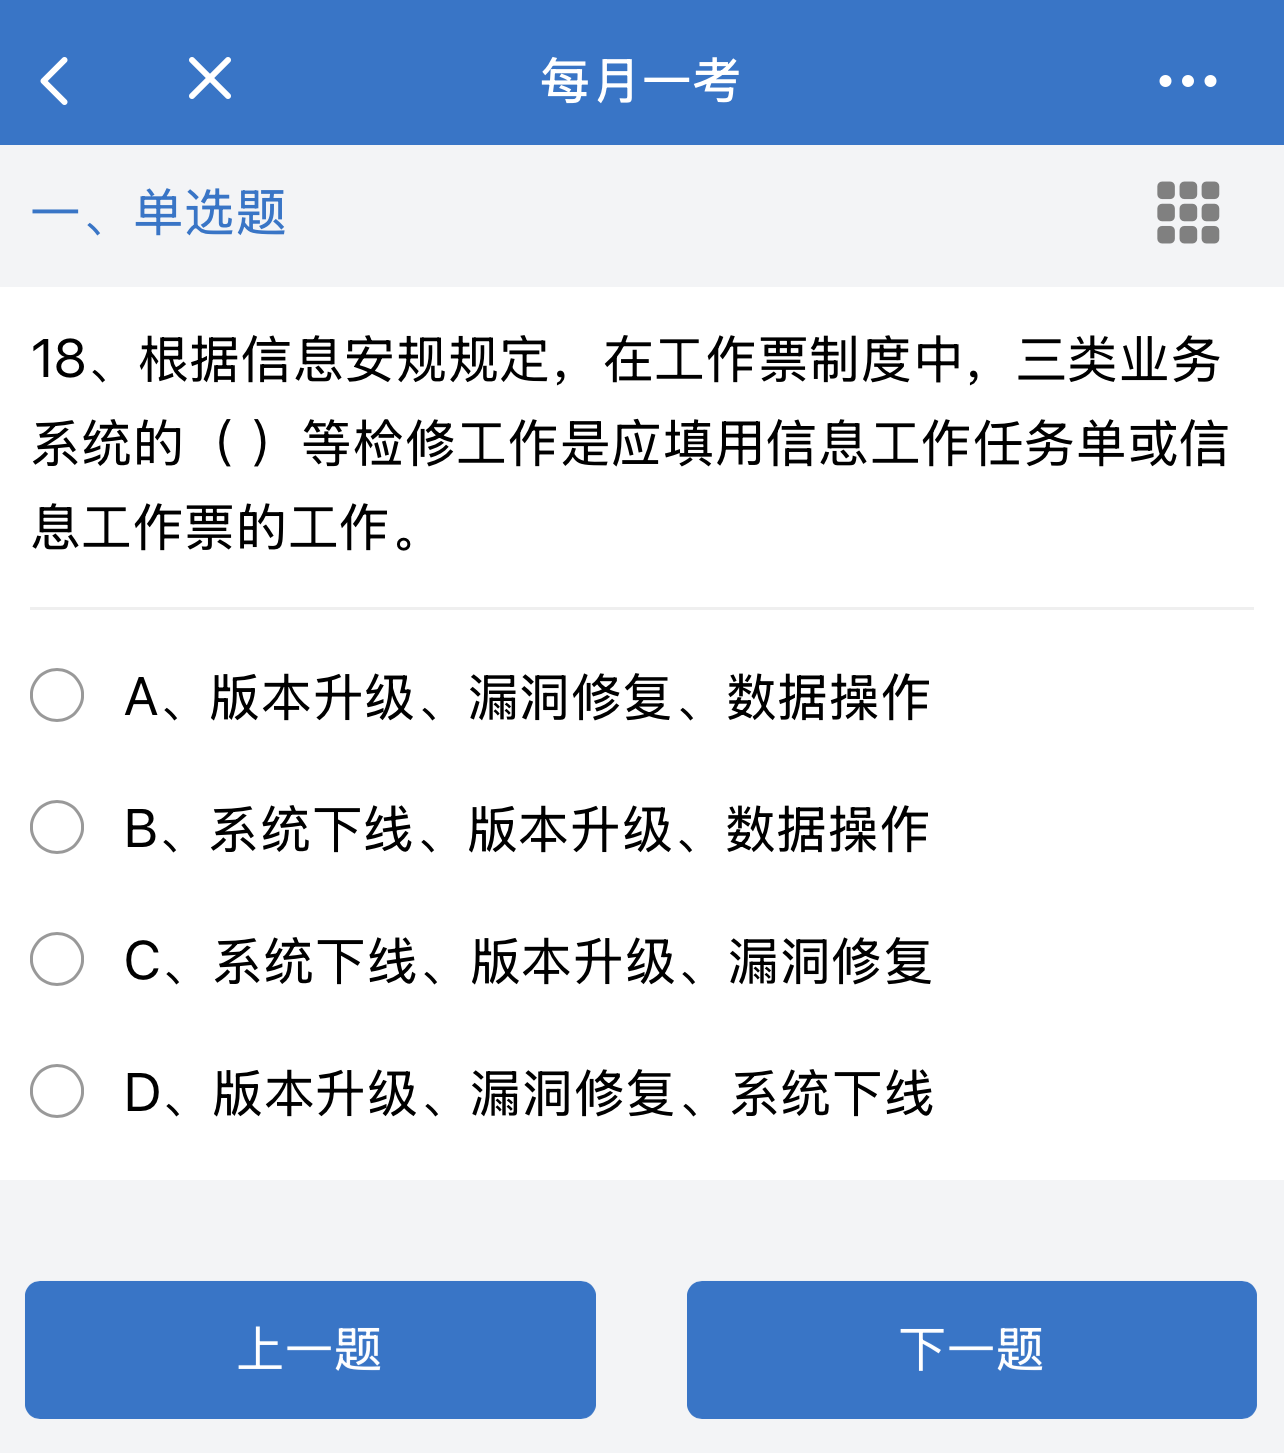 每月一考
一、单选题
18、根据信息安规规定，在工作票制度中，三类业务
系统的（ ）等检修工作是应填用信息工作任务单或信
息工作票的工作。
A、版本升级、漏洞修复、数据操作
B、系统下线、版本升级、数据操作
C、系统下线、版本升级、漏洞修复
D、版本升级、漏洞修复、系统下线
上一题
下一题